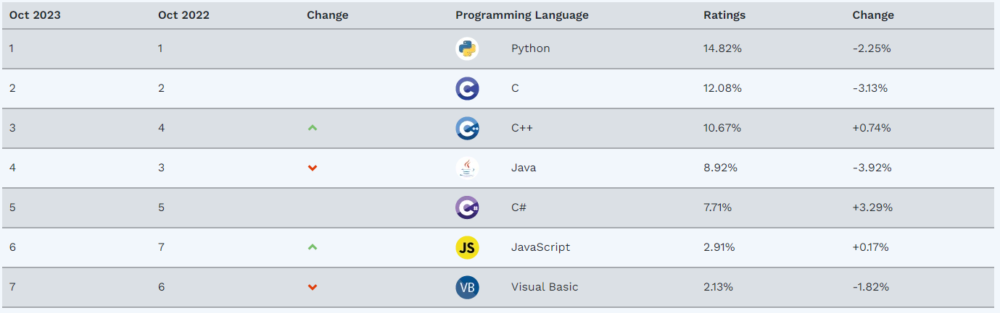 Oct 2023 Oct 2022 Change Programming Language Ratings Change
1 1 Python 14.82% -2.25%
2 2 C C 12.08% -3.13%
3 4 C++ C++ 10.67% +0.74%
4 3 Java 8.92% -3.92%
5 5 C# C# 7.71% +3.29%
6 7 JS JavaScript 2.91% +0.17%
7 6 VB Visual Basic 2.13% -1.82%